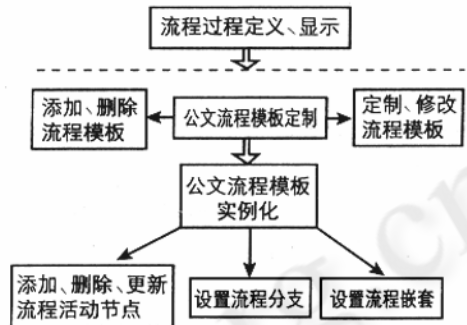 流程过程定义、显示
添加、删除
流程模板
公文流程模板定制
定制、修改
流程模板
公文流程模板
实例化
添加、删除、更新
流程活动节点
设置流程分支
设置流程嵌套